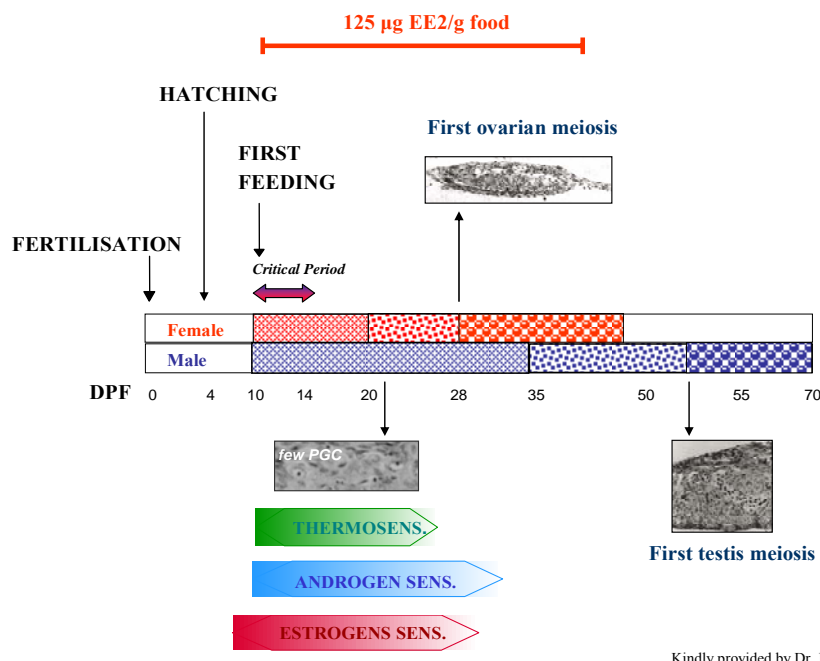 125 µg EE2/g food
HATCHING
First ovarian meiosis
FIRST
FEEDING
FERTILISATION
Critical Period
Female
Male
DPF 0 4 10 14 20 28 35 50 55 70
few PGC
THERMOSENS.
ANDROGEN SENS.
First testis meiosis
ESTROGENS SENS.
Kindly provided by Dr.